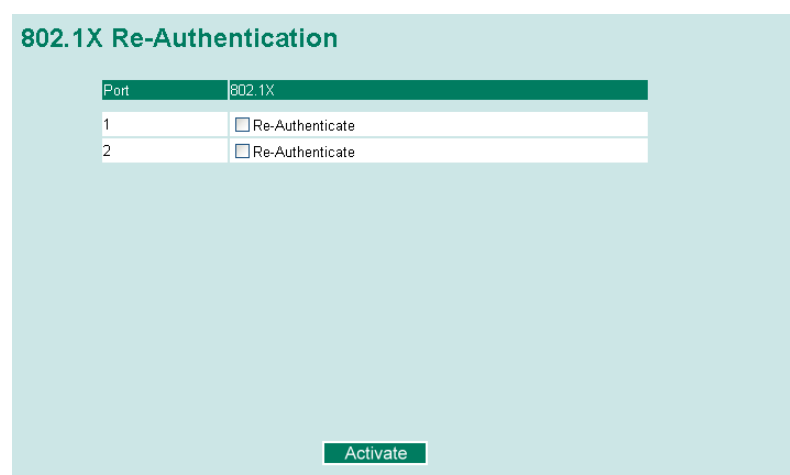 802.1X Re-Authentication
Port 802.1X
1 Re-Authenticate
2 Re-Authenticate
Activate